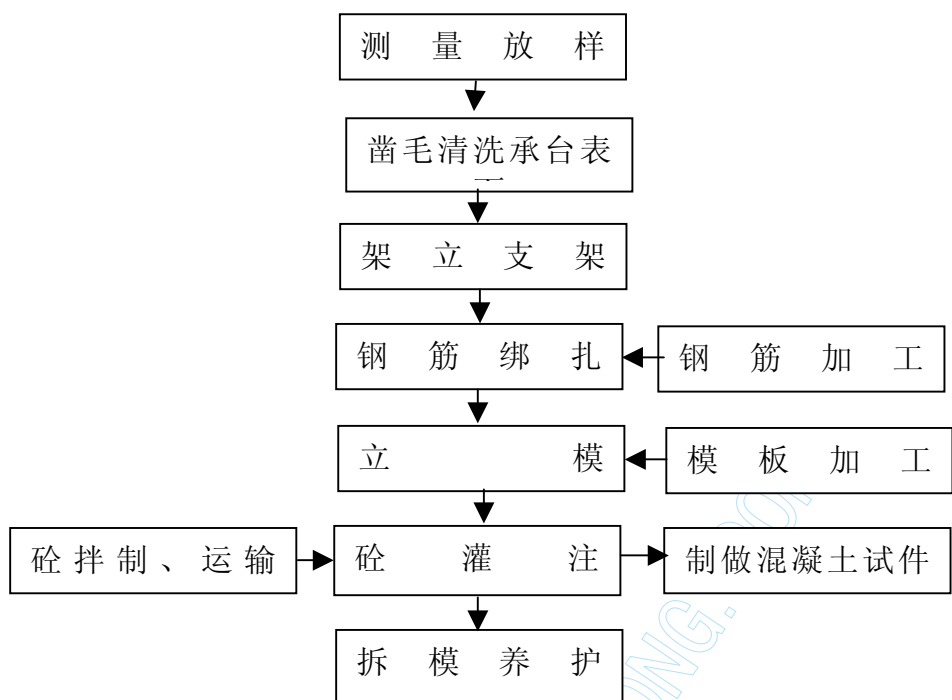 测量放样
凿毛清洗承台表
架立支架
钢筋绑扎 钢筋加工
立模 模板加工
砼拌制、运输 砼灌注 制做混凝土试件
拆模养护